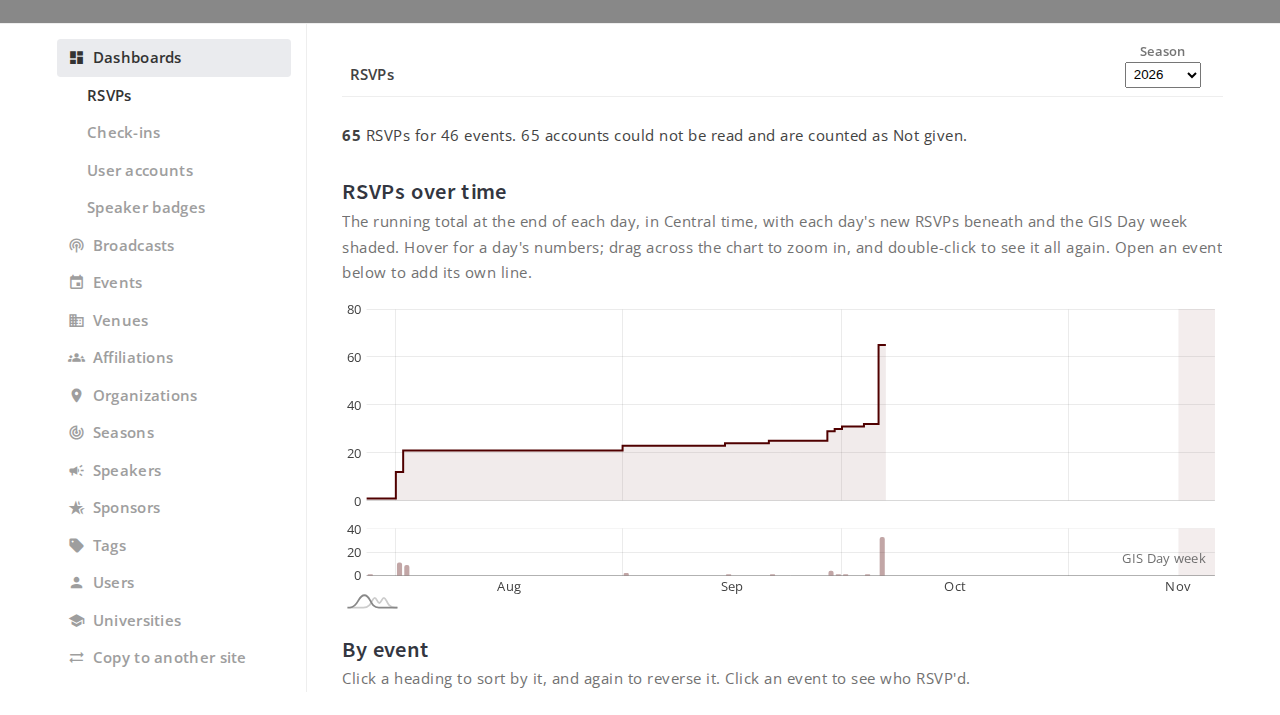 Dashboards
RSVPs
Check-ins
User accounts
Speaker badges
Broadcasts
Events
Venues
Affiliations
Organizations
Seasons
Speakers
Sponsors
Tags
Users
Universities
Copy to another site
Season
RSVPs
2026
65 RSVPs for 46 events. 65 accounts could not be read and are counted as Not given.
RSVPs over time
The running total at the end of each day, in Central time, with each day's new RSVPs beneath and the GIS Day week
shaded. Hover for a day's numbers; drag across the chart to zoom in, and double-click to see it all again. Open an event
below to add its own line.
80
60
40
20
0
40
20
0
GIS Day week
Aug Sep Oct Nov
By event
Click a heading to sort by it, and again to reverse it. Click an event to see who RSVP'd.